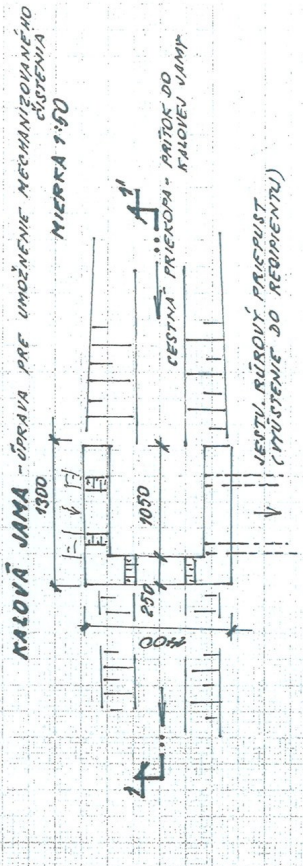 KALOVÁ JAMA - ÚPRAVA PRE UMOŽNENIE MECHANIZOVANÉHO
ČISTENIA
MIERKA 1:50
1300
1'
CESTNÁ PRIEKOPA - PRÍTOK DO
KALOVEJ JAMY
1050
250
1400
1
JESTV. RÚROVÝ PRIEPUST
(VYÚSTENIE DO RECIPIENTU)